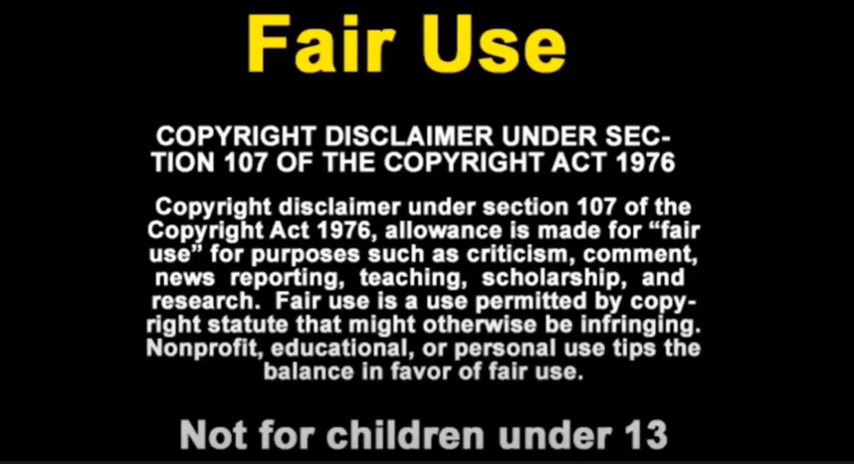 Fair Use
COPYRIGHT DISCLAIMER UNDER SEC-
TION 107 OF THE COPYRIGHT ACT 1976
Copyright disclaimer under section 107 of the
Copyright Act 1976, allowance is made for “fair
use” for purposes such as criticism, comment,
news reporting, teaching, scholarship, and
research. Fair use is a use permitted by copy-
right statute that might otherwise be infringing.
Nonprofit, educational, or personal use tips the
balance in favor of fair use.
Not for children under 13